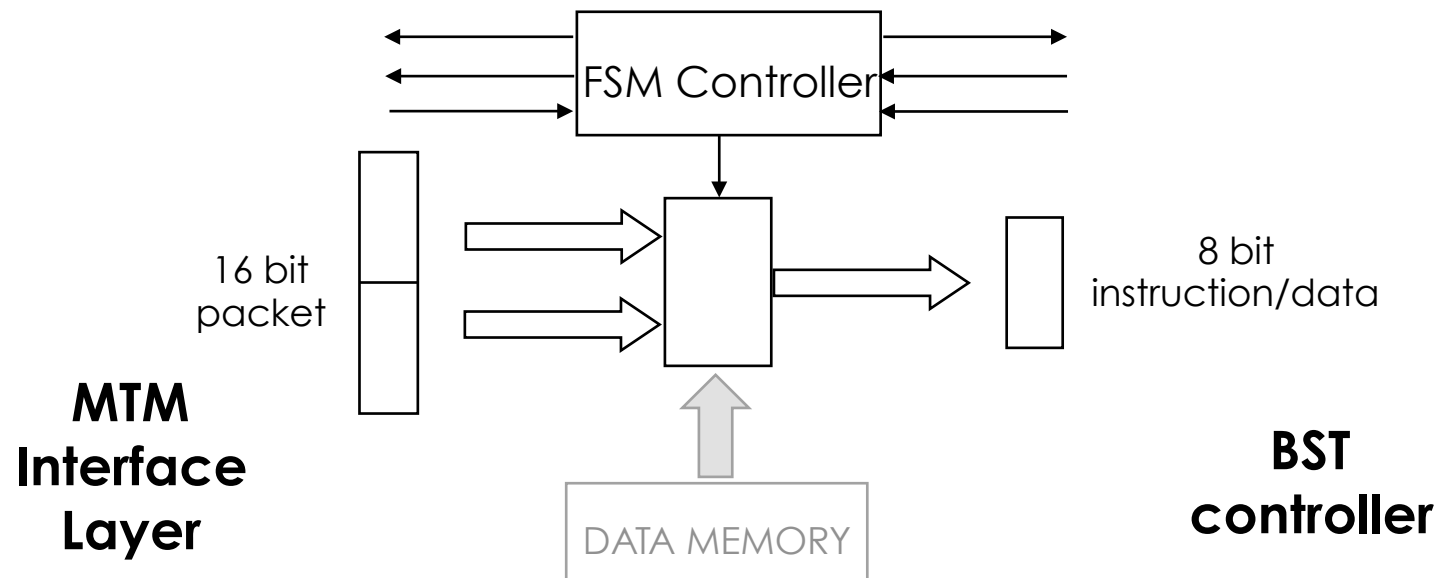 FSM Controller
16 bit
packet
8 bit
instruction/data
MTM
Interface
Layer
BST
controller
DATA MEMORY